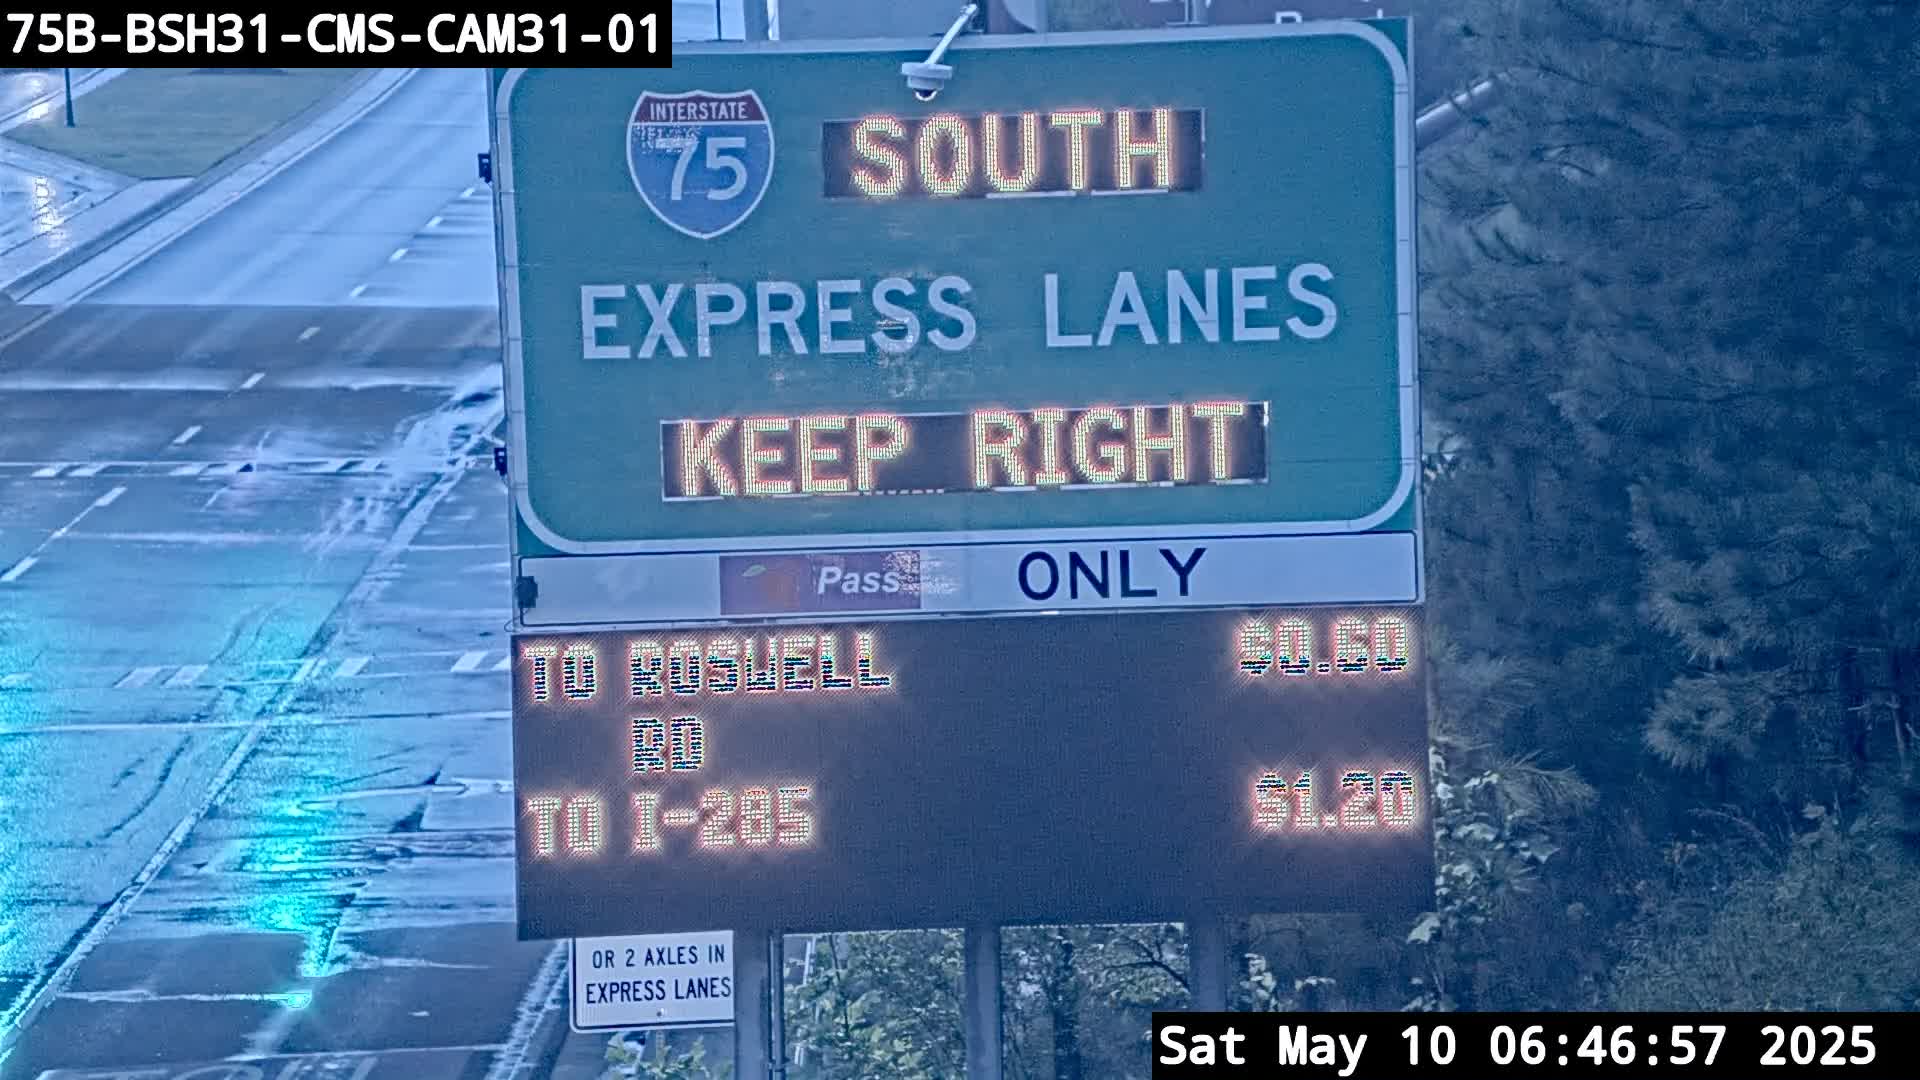 75B-BSH31-CMS-CAM31-01
INTERSTATE
75
SOUTH
EXPRESS LANES
KEEP RIGHT
Pass ONLY
TO ROSWELL $0.60
RD
TO I-285 $1.20
OR 2 AXLES IN
EXPRESS LANES
Sat May 10 06:46:57 2025